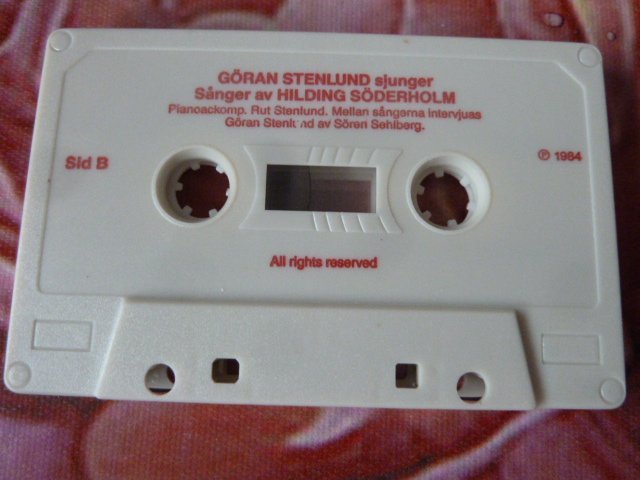 GÖRAN STENLUND sjunger
Sånger av HILDING SÖDERHOLM
Pianoackomp. Rut Stenlund. Mellan sångerna intervjuas
Göran Stenlund av Sören Sehlberg.
Sid B
℗ 1984
All rights reserved